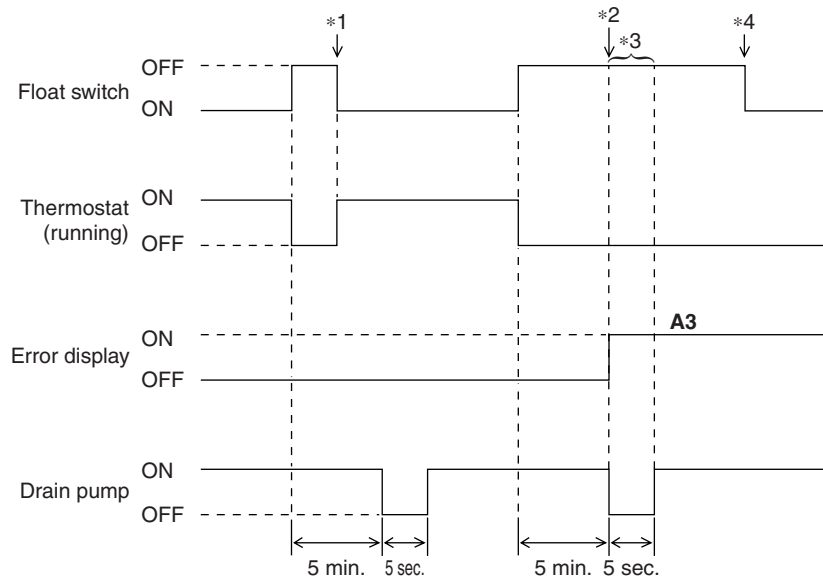 *1
*2
*3
*4
OFF
Float switch
ON
ON
Thermostat
(running)
OFF
A3
ON
Error display
OFF
ON
Drain pump
OFF
5 min.
5 sec.
5 min.
5 sec.